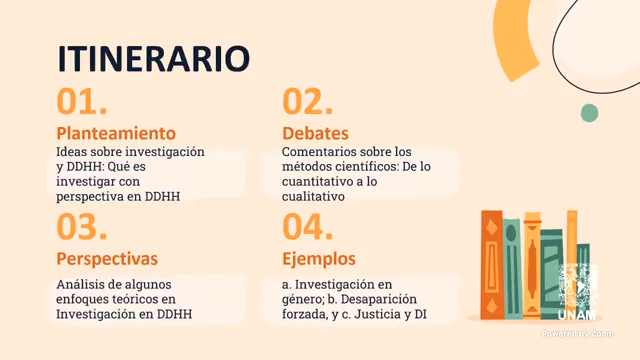 ITINERARIO
01.
Planteamiento
Ideas sobre investigación
y DDHH: Qué es
investigar con
perspectiva en DDHH
02.
Debates
Comentarios sobre los
métodos científicos: De lo
cuantitativo a lo
cualitativo
03.
Perspectivas
Análisis de algunos
enfoques teóricos en
Investigación en DDHH
04.
Ejemplos
a. Investigación en
género; b. Desaparición
forzada, y c. Justicia y DI
UNAM
Powered by Zoom